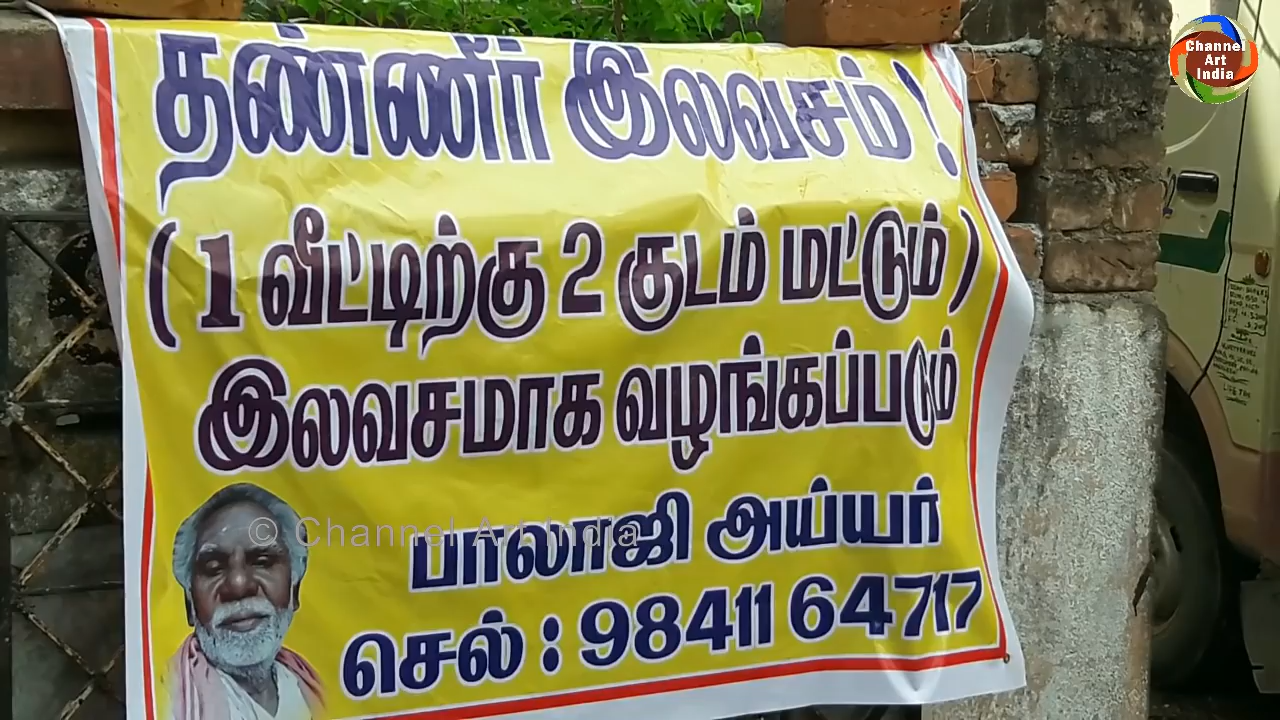 தண்ணீர் இலவசம் !
( 1 வீட்டிற்கு 2 குடம் மட்டும் )
இலவசமாக வழங்கப்படும்
பாலாஜி அய்யர்
செல் : 98411 64717
© Channel Art India
Channel
Art
India